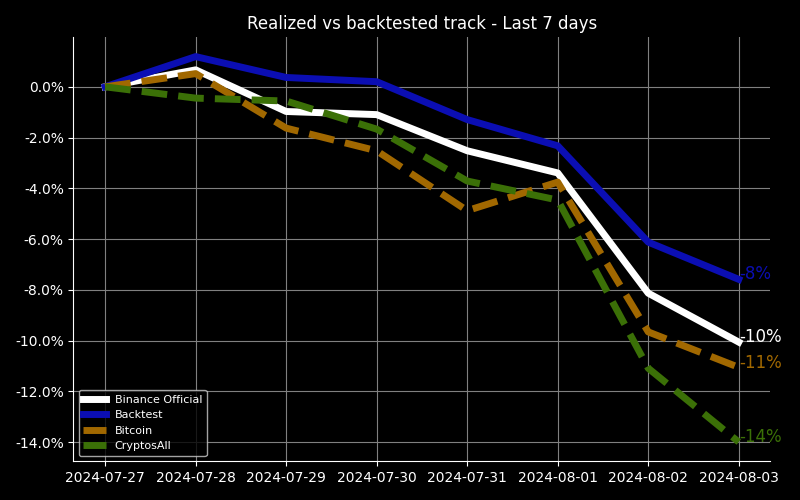 Realized vs backtested track - Last 7 days
0.0%
-2.0%
-4.0%
-6.0%
-8.0%
-10.0%
-12.0%
-14.0%
-8%
-10%
-11%
-14%
Binance Official
Backtest
Bitcoin
CryptosAll
2024-07-27 2024-07-28 2024-07-29 2024-07-30 2024-07-31 2024-08-01 2024-08-02 2024-08-03